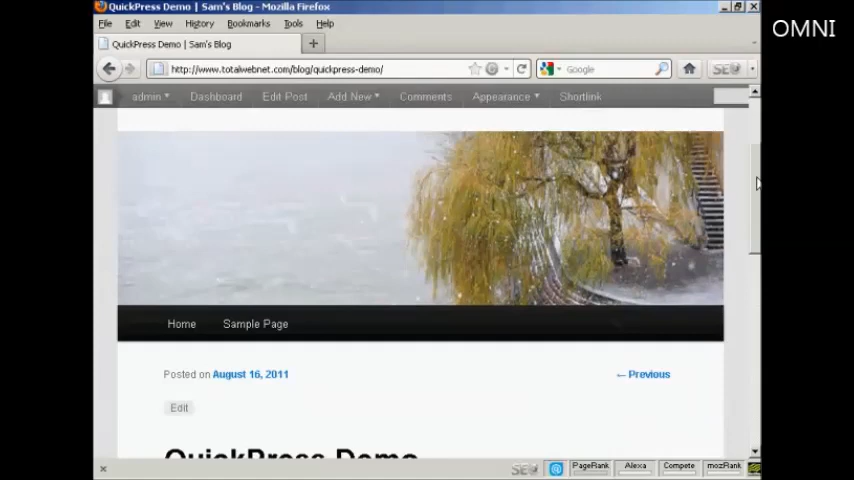 QuickPress Demo | Sam's Blog - Mozilla Firefox
OMNI
File Edit View History Bookmarks Tools Help
QuickPress Demo | Sam's Blog
http://www.totalwebnet.com/blog/quickpress-demo/
Google
SEO
admin Dashboard Edit Post Add New Comments Appearance Shortlink
Home Sample Page
Posted on August 16, 2011
← Previous
Edit
QuickPress Demo
SEO PageRank Alexa Compete mozRank